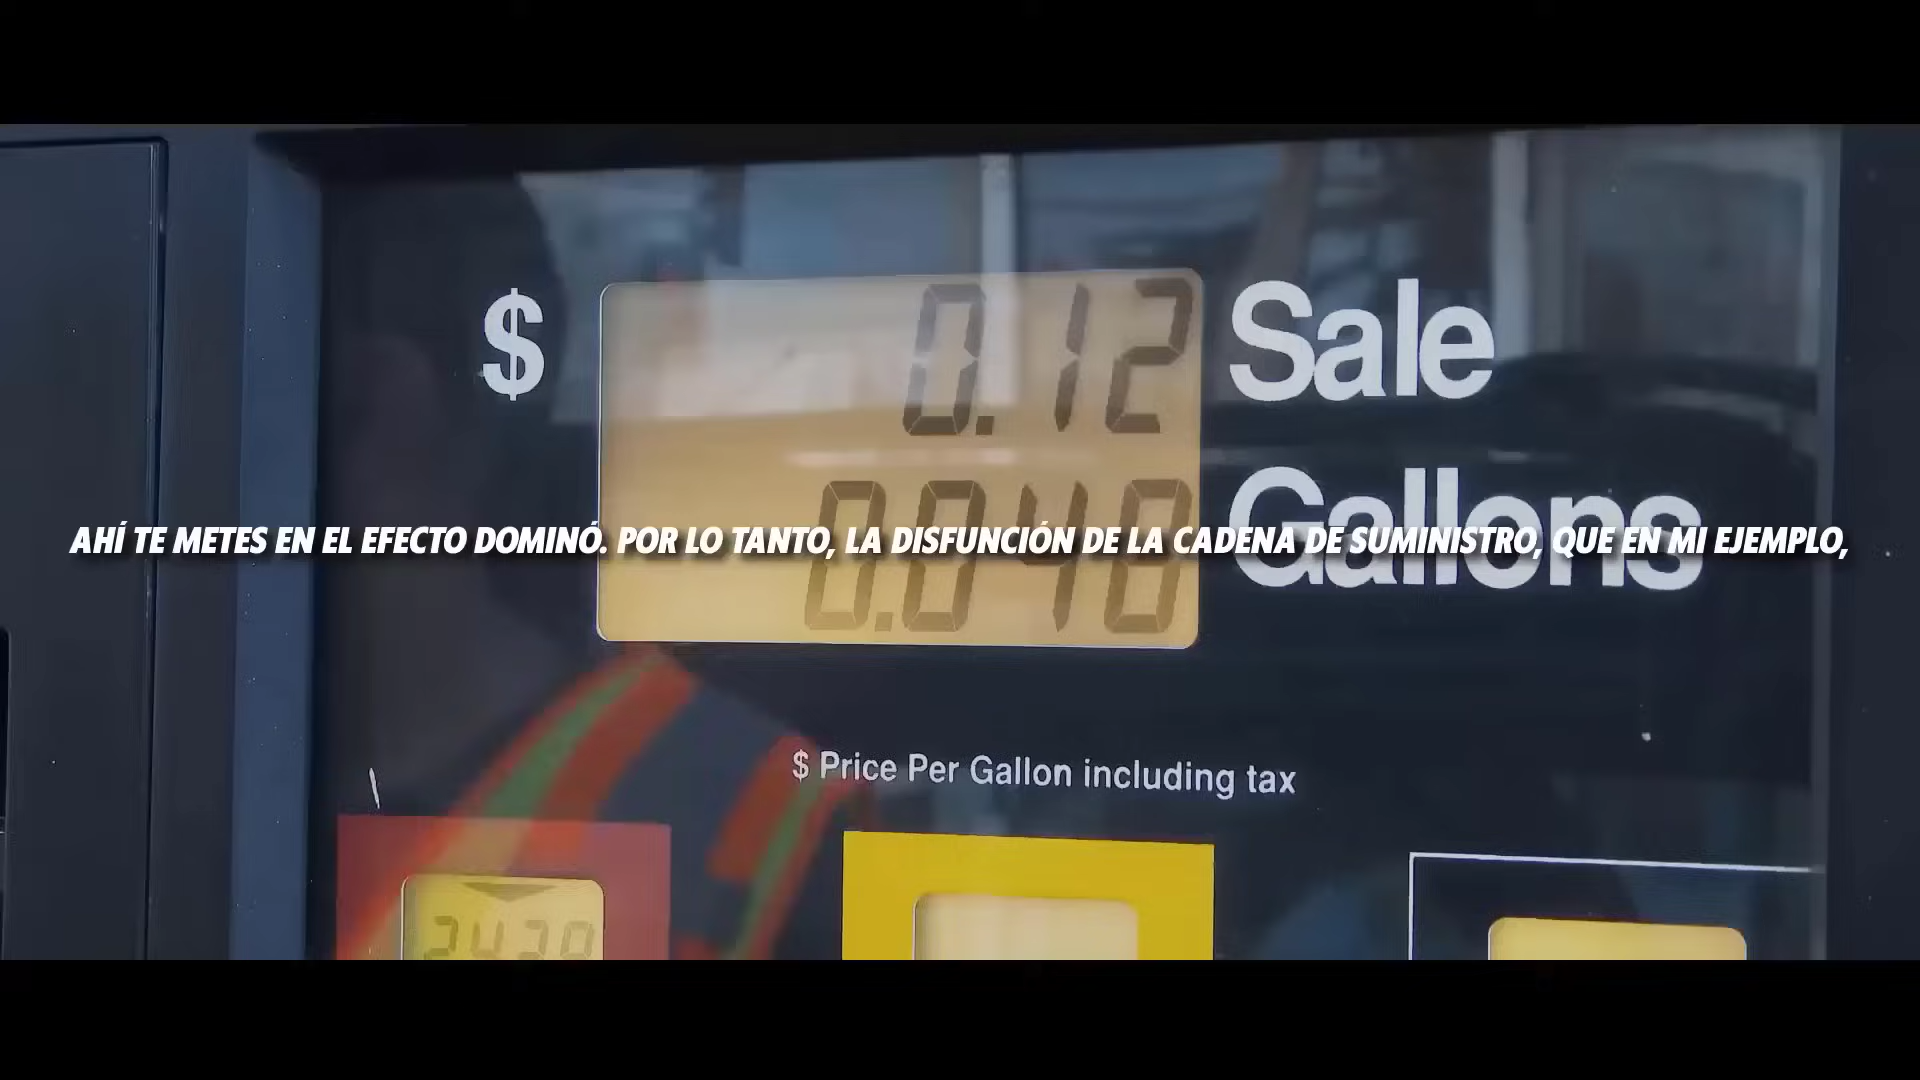 $ 0.12 Sale
0.048 Gallons
AHÍ TE METES EN EL EFECTO DOMINÓ. POR LO TANTO, LA DISFUNCIÓN DE LA CADENA DE SUMINISTRO, QUE EN MI EJEMPLO,
$ Price Per Gallon including tax